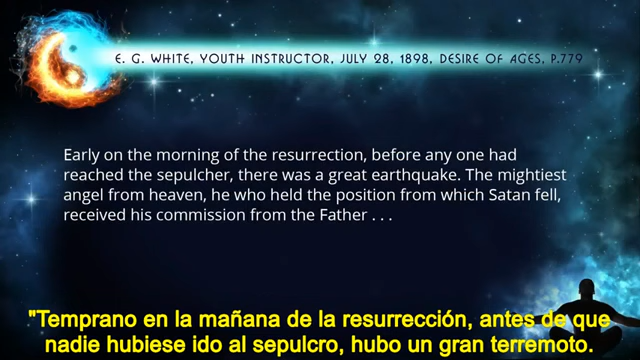 E. G. WHITE, YOUTH INSTRUCTOR, JULY 28, 1898, DESIRE OF AGES, P.779
Early on the morning of the resurrection, before any one had
reached the sepulcher, there was a great earthquake. The mightiest
angel from heaven, he who held the position from which Satan fell,
received his commission from the Father . . .
"Temprano en la mañana de la resurrección, antes de que
nadie hubiese ido al sepulcro, hubo un gran terremoto.